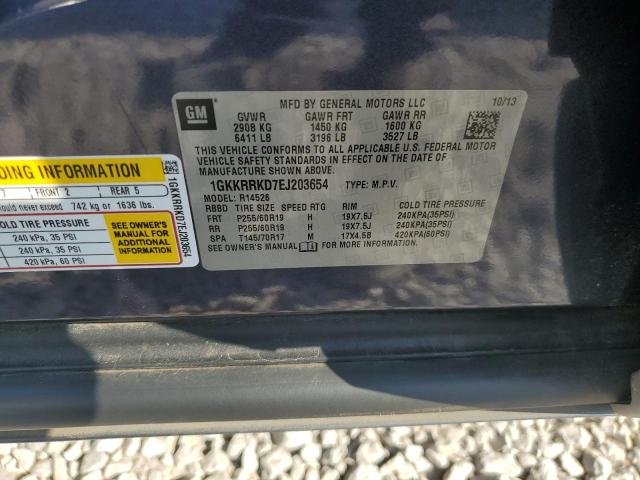 GM
MFD BY GENERAL MOTORS LLC
10/13
GVWR GAWR FRT GAWR RR
2908 KG 1450 KG 1600 KG
6411 LB 3196 LB 3527 LB
THIS VEHICLE CONFORMS TO ALL APPLICABLE U.S. FEDERAL MOTOR
VEHICLE SAFETY STANDARDS IN EFFECT ON THE DATE OF
MANUFACTURE SHOWN ABOVE.
1GKKRRKD7EJ203654 TYPE: M.P.V.
MODEL: R14526
RBBD TIRE SIZE SPEED RTG RIM COLD TIRE PRESSURE
FRT P255/60R19 H 19X7.5J 240KPA(35PSI)
RR P255/60R19 H 19X7.5J 240KPA(35PSI)
SPA T145/70R17 M 17X4.5B 420KPA(60PSI)
SEE OWNER'S MANUAL FOR MORE INFORMATION.
DING INFORMATION
FRONT 2 REAR 5
should never exceed 742 kg or 1636 lbs.
COLD TIRE PRESSURE
240 kPa, 35 PSI
240 kPa, 35 PSI
420 kPa, 60 PSI
SEE OWNER'S
MANUAL FOR
ADDITIONAL
INFORMATION
1GKKRRKD7EJ203654